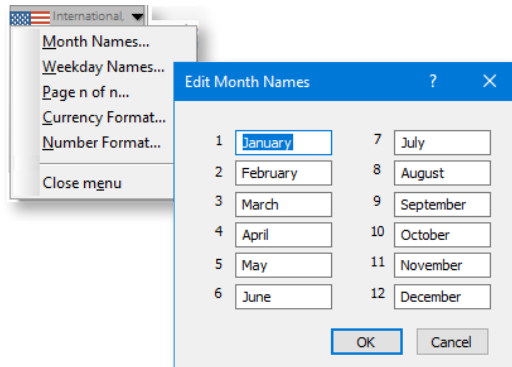 International,
Month Names...
Weekday Names...
Page n of n...
Currency Format...
Number Format...
Close menu
Edit Month Names ? ×
1 January 7 July
2 February 8 August
3 March 9 September
4 April 10 October
5 May 11 November
6 June 12 December
OK Cancel